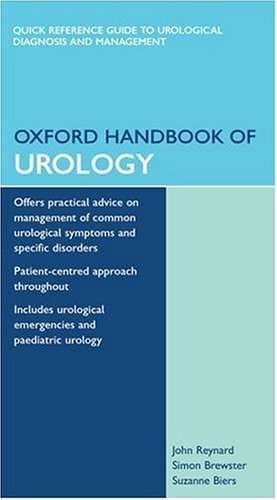 QUICK REFERENCE GUIDE TO UROLOGICAL
DIAGNOSIS AND MANAGEMENT
OXFORD HANDBOOK OF
UROLOGY
Offers practical advice on
management of common
urological symptoms and
specific disorders
Patient-centred approach
throughout
Includes urological
emergencies and
paediatric urology
John Reynard
Simon Brewster
Suzanne Biers